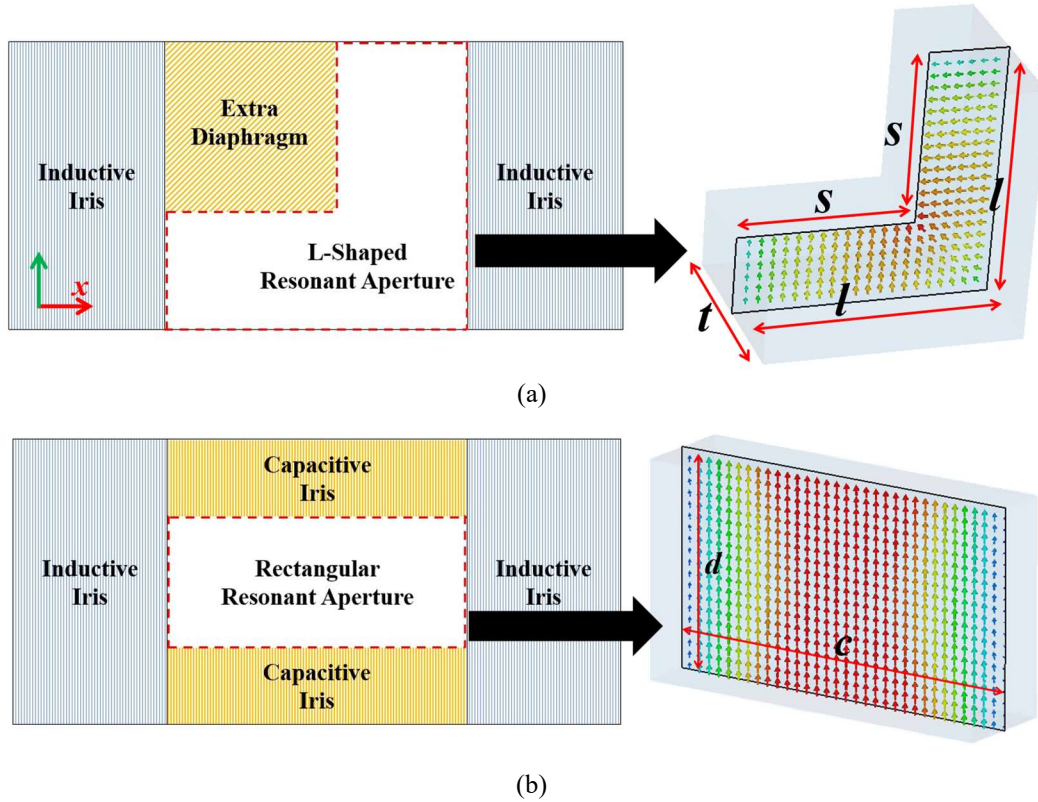 Extra
Diaphragm
Inductive
Iris
Inductive
Iris
L-Shaped
Resonant Aperture
x
s
s
l
l
t
(a)
Capacitive
Iris
Inductive
Iris
Rectangular
Resonant Aperture
Inductive
Iris
Capacitive
Iris
d
c
(b)